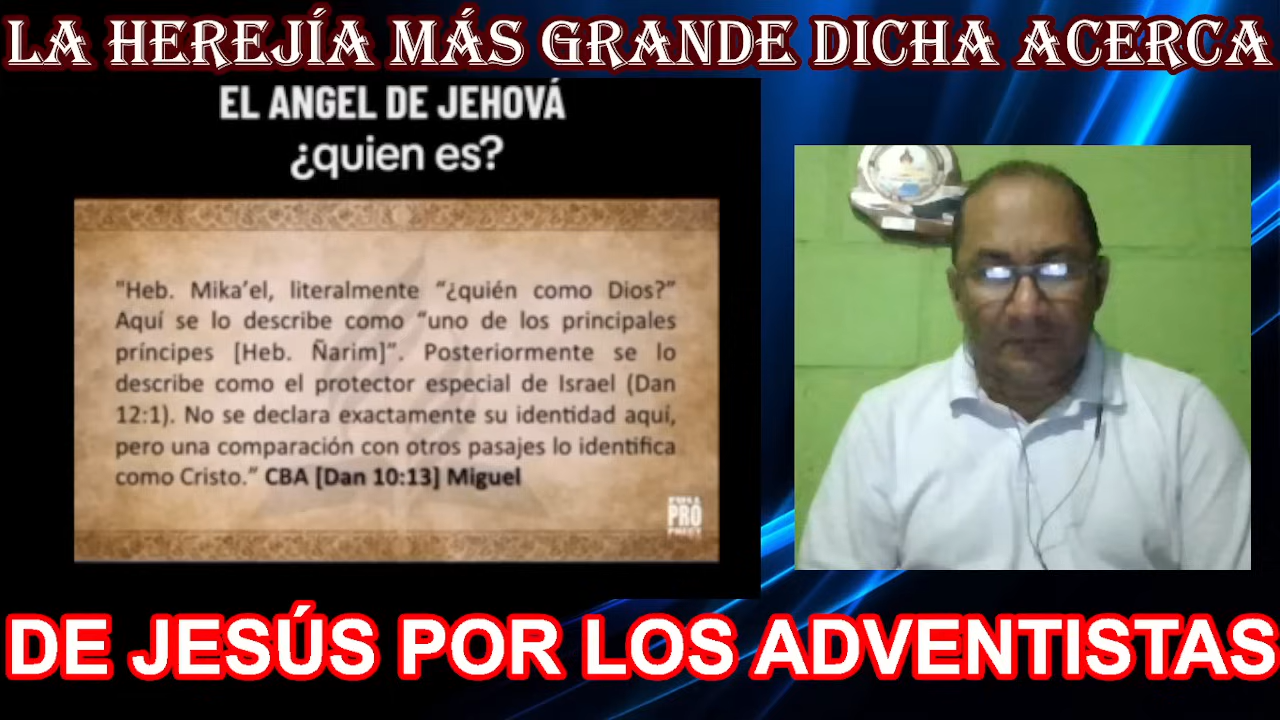 LA HEREJÍA MÁS GRANDE DICHA ACERCA
EL ANGEL DE JEHOVÁ
¿quien es?
"Heb. Mika'el, literalmente "¿quién como Dios?"
Aquí se lo describe como "uno de los principales
príncipes [Heb. Ñarim]". Posteriormente se lo
describe como el protector especial de Israel (Dan
12:1). No se declara exactamente su identidad aquí,
pero una comparación con otros pasajes lo identifica
como Cristo." CBA [Dan 10:13] Miguel
PRO
DE JESÚS POR LOS ADVENTISTAS